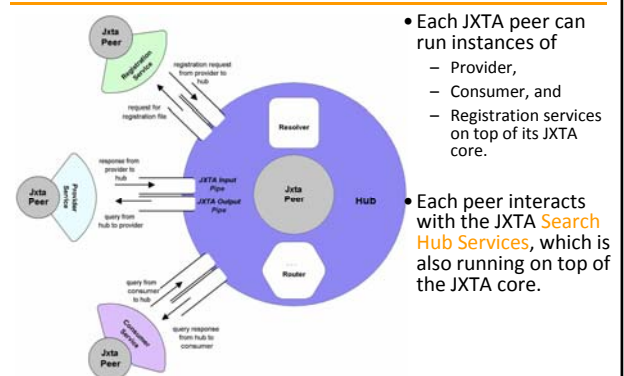 Jxta
Peer
Registration
Service
registration request
from provider to
hub
request for
registration file
Resolver
response from
provider to
hub
JXTA Input
Pipe
JXTA Output
Pipe
query from
hub to provider
Jxta
Peer
Provider
Service
Jxta
Peer
Hub
Router
query from
consumer
to hub
query response
from hub to
consumer
Consumer
Service
Jxta
Peer
• Each JXTA peer can
run instances of
– Provider,
– Consumer, and
– Registration services
on top of its JXTA
core.
• Each peer interacts
with the JXTA Search
Hub Services, which is
also running on top of
the JXTA core.